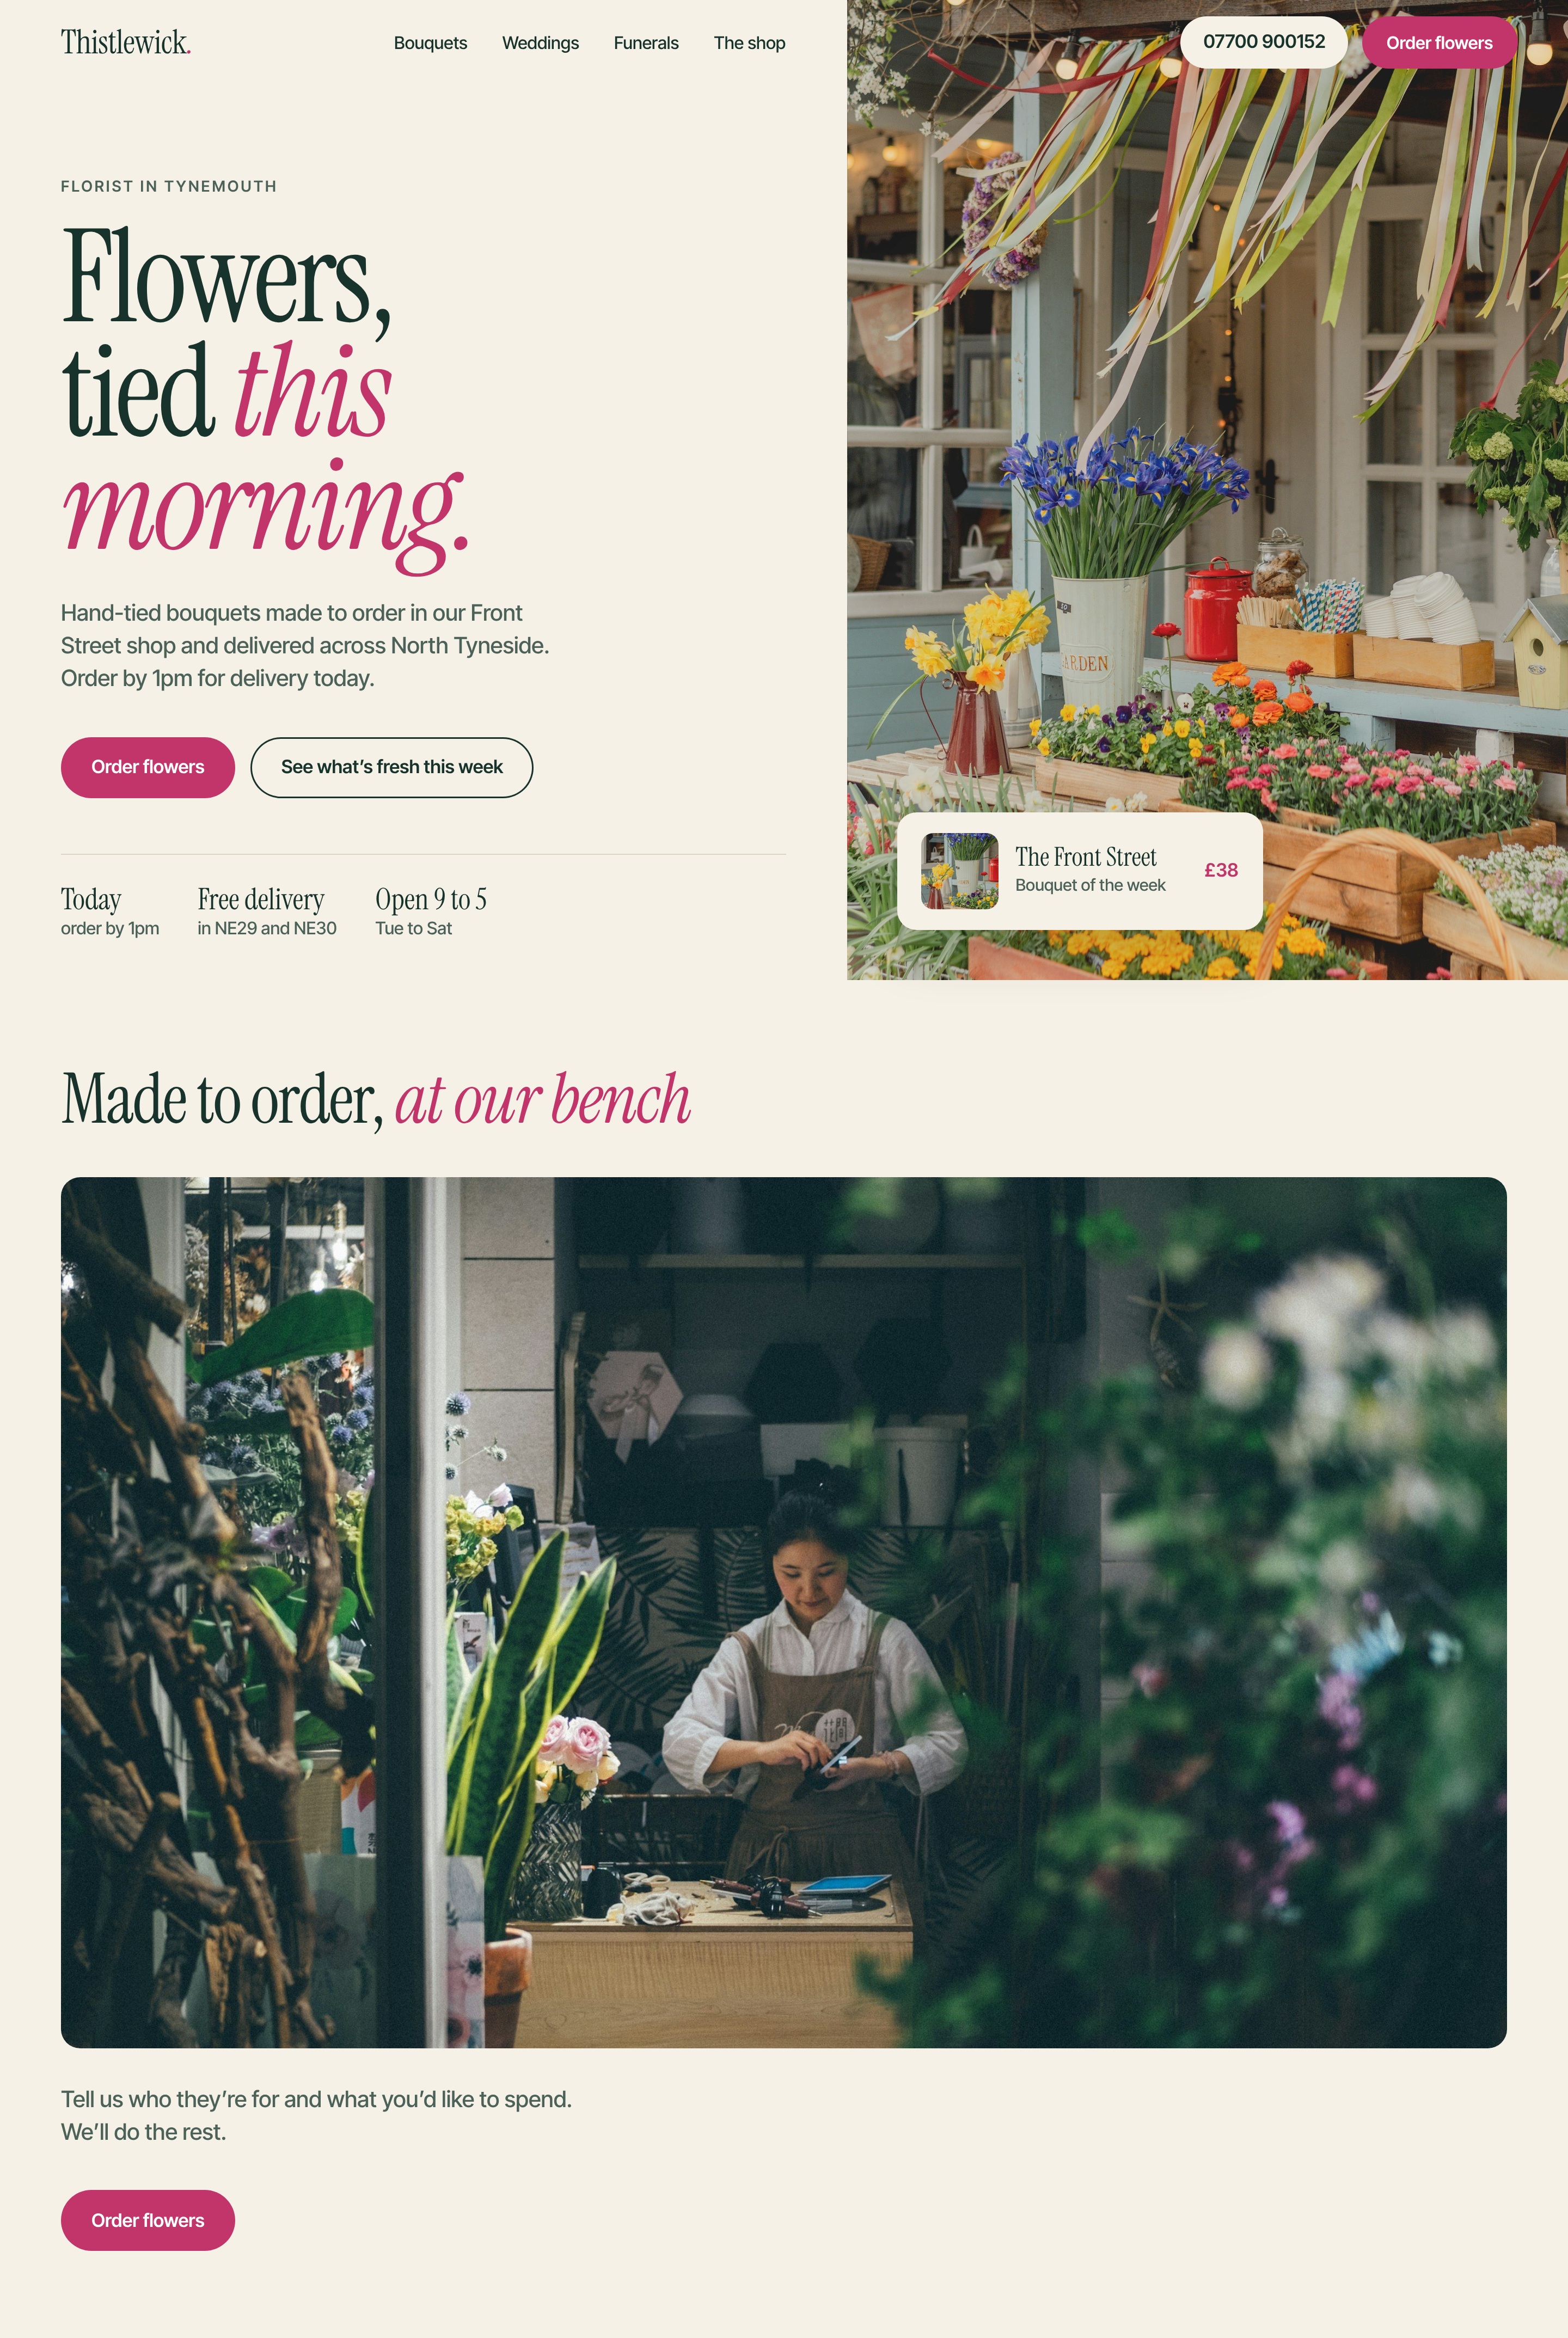 Thistlewick.
Bouquets
Weddings
Funerals
The shop
07700 900152
Order flowers
FLORIST IN TYNEMOUTH
Flowers,
tied this
morning.
Hand-tied bouquets made to order in our Front
Street shop and delivered across North Tyneside.
Order by 1pm for delivery today.
Order flowers
See what’s fresh this week
Today
order by 1pm
Free delivery
in NE29 and NE30
Open 9 to 5
Tue to Sat
GARDEN
The Front Street
Bouquet of the week
£38
Made to order, at our bench
Tell us who they’re for and what you’d like to spend.
We’ll do the rest.
Order flowers